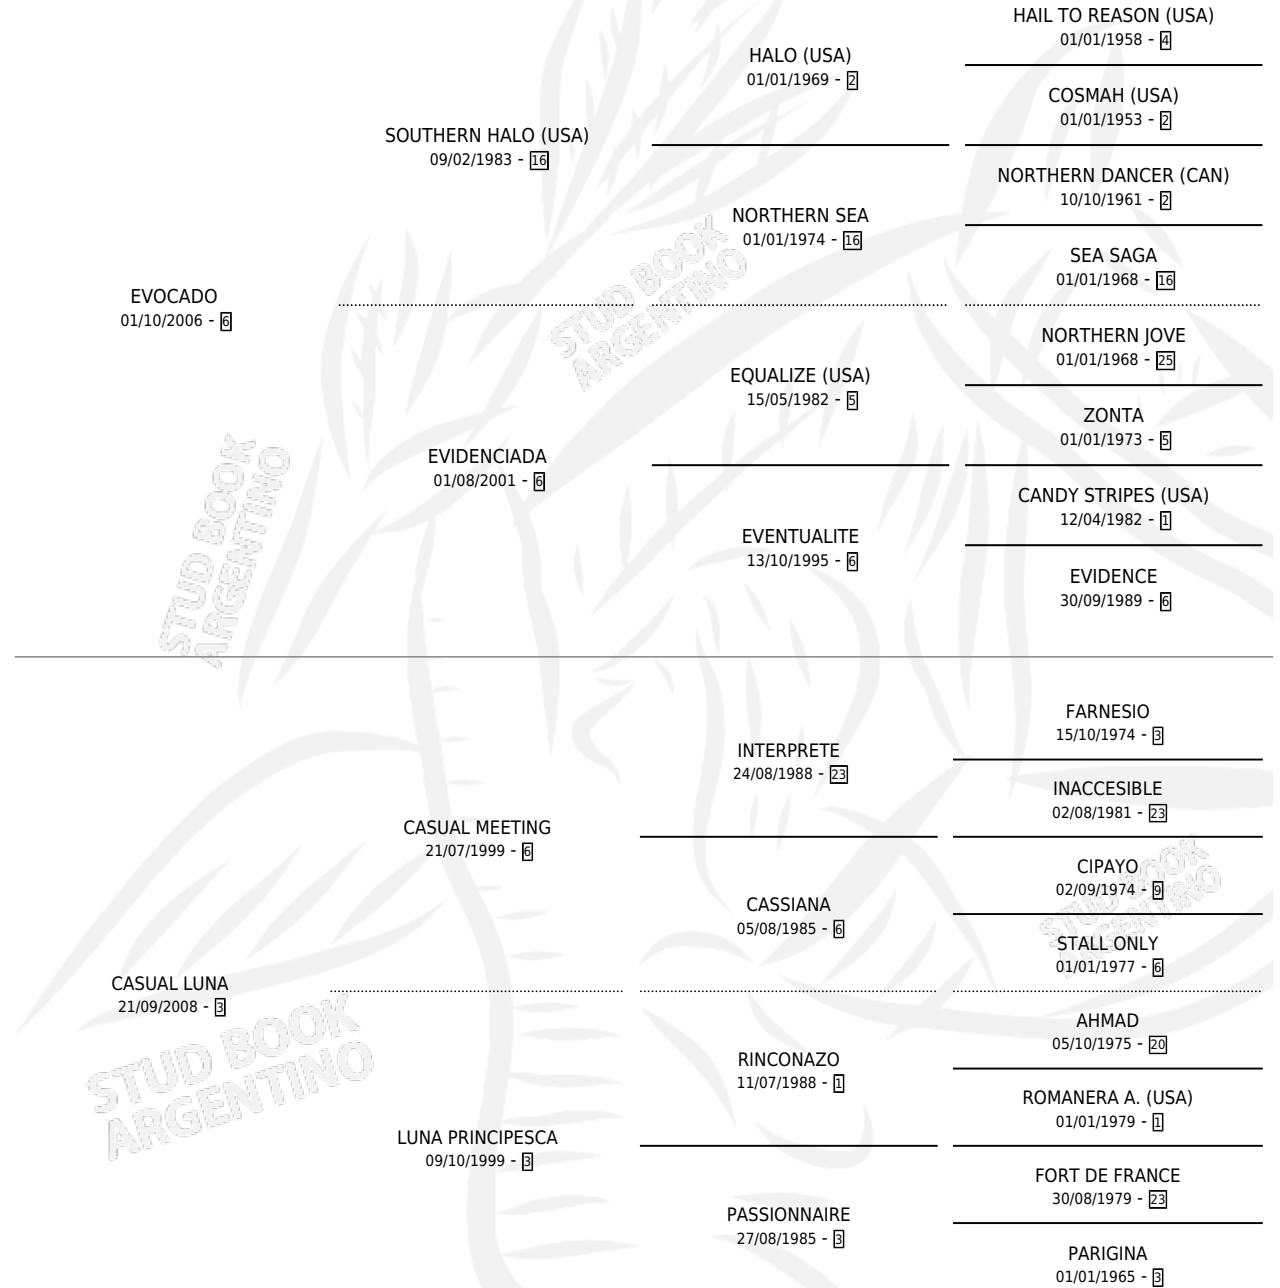 HAIL TO REASON (USA)
01/01/1958 - 4
HALO (USA)
01/01/1969 - 2
COSMAH (USA)
01/01/1953 - 2
SOUTHERN HALO (USA)
09/02/1983 - 16
NORTHERN DANCER (CAN)
10/10/1961 - 2
NORTHERN SEA
01/01/1974 - 16
SEA SAGA
01/01/1968 - 16
STUD BOOK
ARGENTINO
EVOCADO
01/10/2006 - 6
NORTHERN JOVE
01/01/1968 - 25
EQUALIZE (USA)
15/05/1982 - 5
ZONTA
01/01/1973 - 5
EVIDENCIADA
01/08/2001 - 6
CANDY STRIPES (USA)
12/04/1982 - 1
EVENTUALITE
13/10/1995 - 6
EVIDENCE
30/09/1989 - 6
STUD BOOK
ARGENTINO
FARNESIO
15/10/1974 - 3
INTERPRETE
24/08/1988 - 23
INACCESIBLE
02/08/1981 - 23
CASUAL MEETING
21/07/1999 - 6
CIPAYO
02/09/1974 - 9
CASSIANA
05/08/1985 - 6
STALL ONLY
01/01/1977 - 6
STUD BOOK
ARGENTINO
CASUAL LUNA
21/09/2008 - 3
AHMAD
05/10/1975 - 20
RINCONAZO
11/07/1988 - 1
ROMANERA A. (USA)
01/01/1979 - 1
STUD BOOK
ARGENTINO
LUNA PRINCIPESCA
09/10/1999 - 3
FORT DE FRANCE
30/08/1979 - 23
PASSIONNAIRE
27/08/1985 - 3
PARIGINA
01/01/1965 - 3